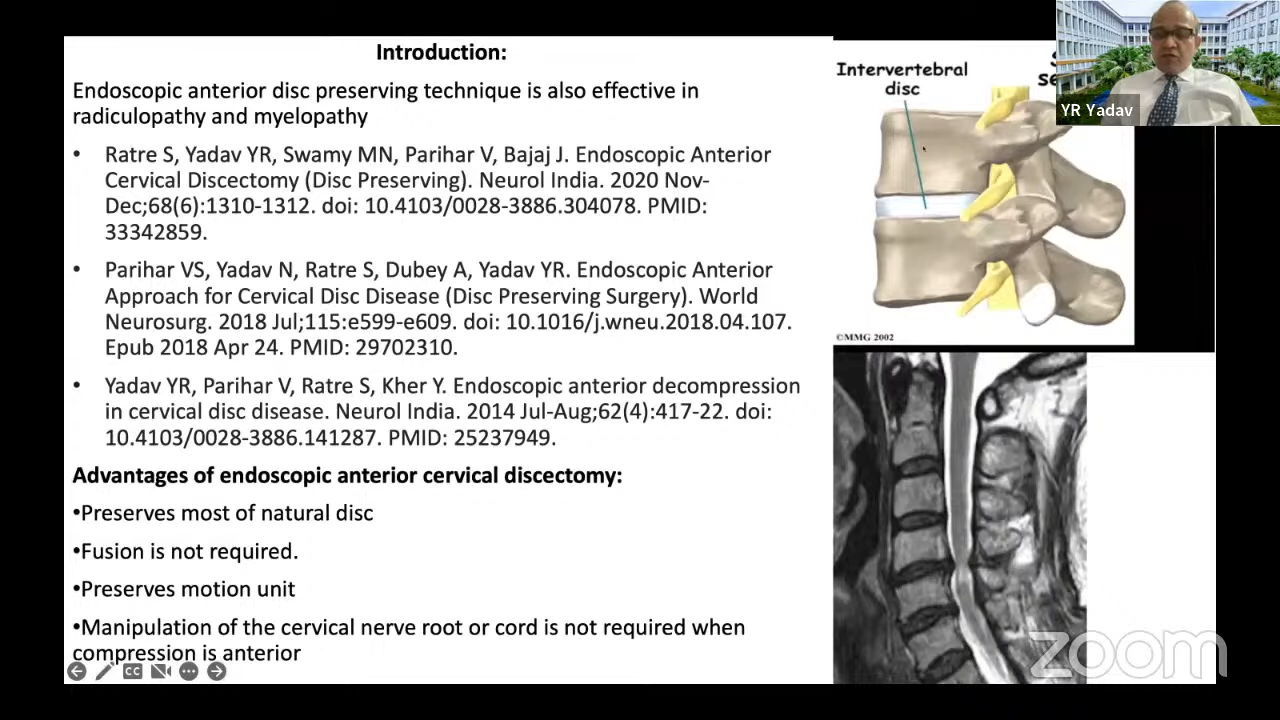 Introduction:
Endoscopic anterior disc preserving technique is also effective in
radiculopathy and myelopathy
• Ratre S, Yadav YR, Swamy MN, Parihar V, Bajaj J. Endoscopic Anterior
Cervical Discectomy (Disc Preserving). Neurol India. 2020 Nov-
Dec;68(6):1310-1312. doi: 10.4103/0028-3886.304078. PMID:
33342859.
• Parihar VS, Yadav N, Ratre S, Dubey A, Yadav YR. Endoscopic Anterior
Approach for Cervical Disc Disease (Disc Preserving Surgery). World
Neurosurg. 2018 Jul;115:e599-e609. doi: 10.1016/j.wneu.2018.04.107.
Epub 2018 Apr 24. PMID: 29702310.
• Yadav YR, Parihar V, Ratre S, Kher Y. Endoscopic anterior decompression
in cervical disc disease. Neurol India. 2014 Jul-Aug;62(4):417-22. doi:
10.4103/0028-3886.141287. PMID: 25237949.
Advantages of endoscopic anterior cervical discectomy:
•Preserves most of natural disc
•Fusion is not required.
•Preserves motion unit
•Manipulation of the cervical nerve root or cord is not required when
compression is anterior
CC
Intervertebral
disc
©MMG 2002
YR Yadav
zoom